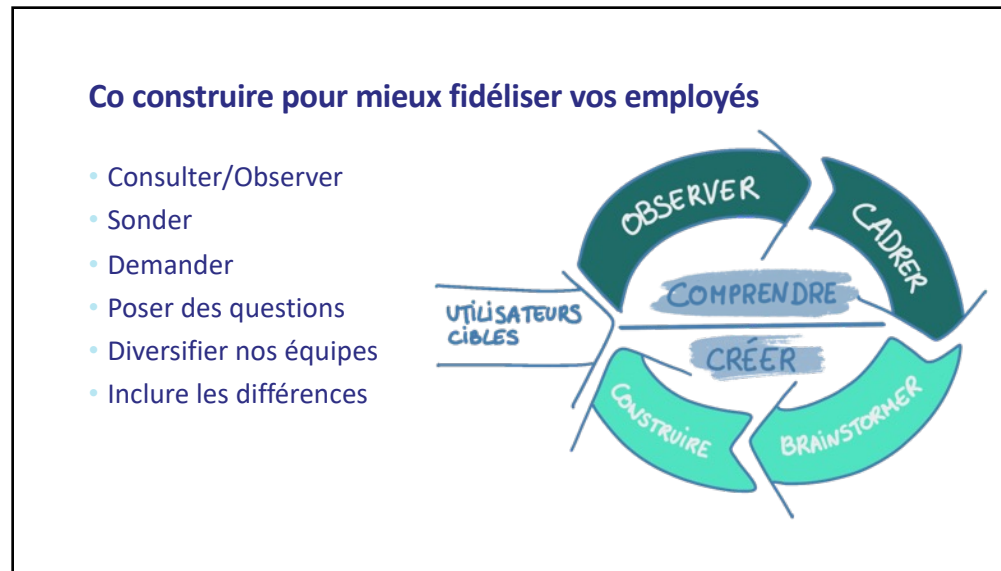 Co construire pour mieux fidéliser vos employés
• Consulter/Observer
• Sonder
• Demander
• Poser des questions
• Diversifier nos équipes
• Inclure les différences
OBSERVER
CADRER
COMPRENDRE
UTILISATEURS
CIBLES
CRÉER
CONSTRUIRE
BRAINSTORMER